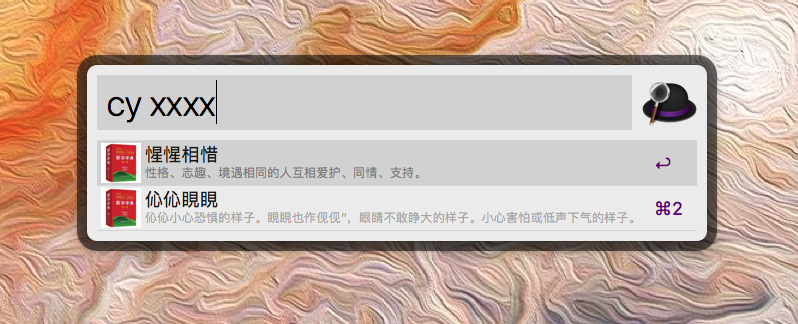 cy xxxx
惺惺相惜
性格、志趣、境遇相同的人互相爱护、同情、支持。
↩
伈伈睍睍
伈伈小心恐惧的样子。睍睍也作伣伣”，眼睛不敢睁大的样子。小心害怕或低声下气的样子。
⌘2